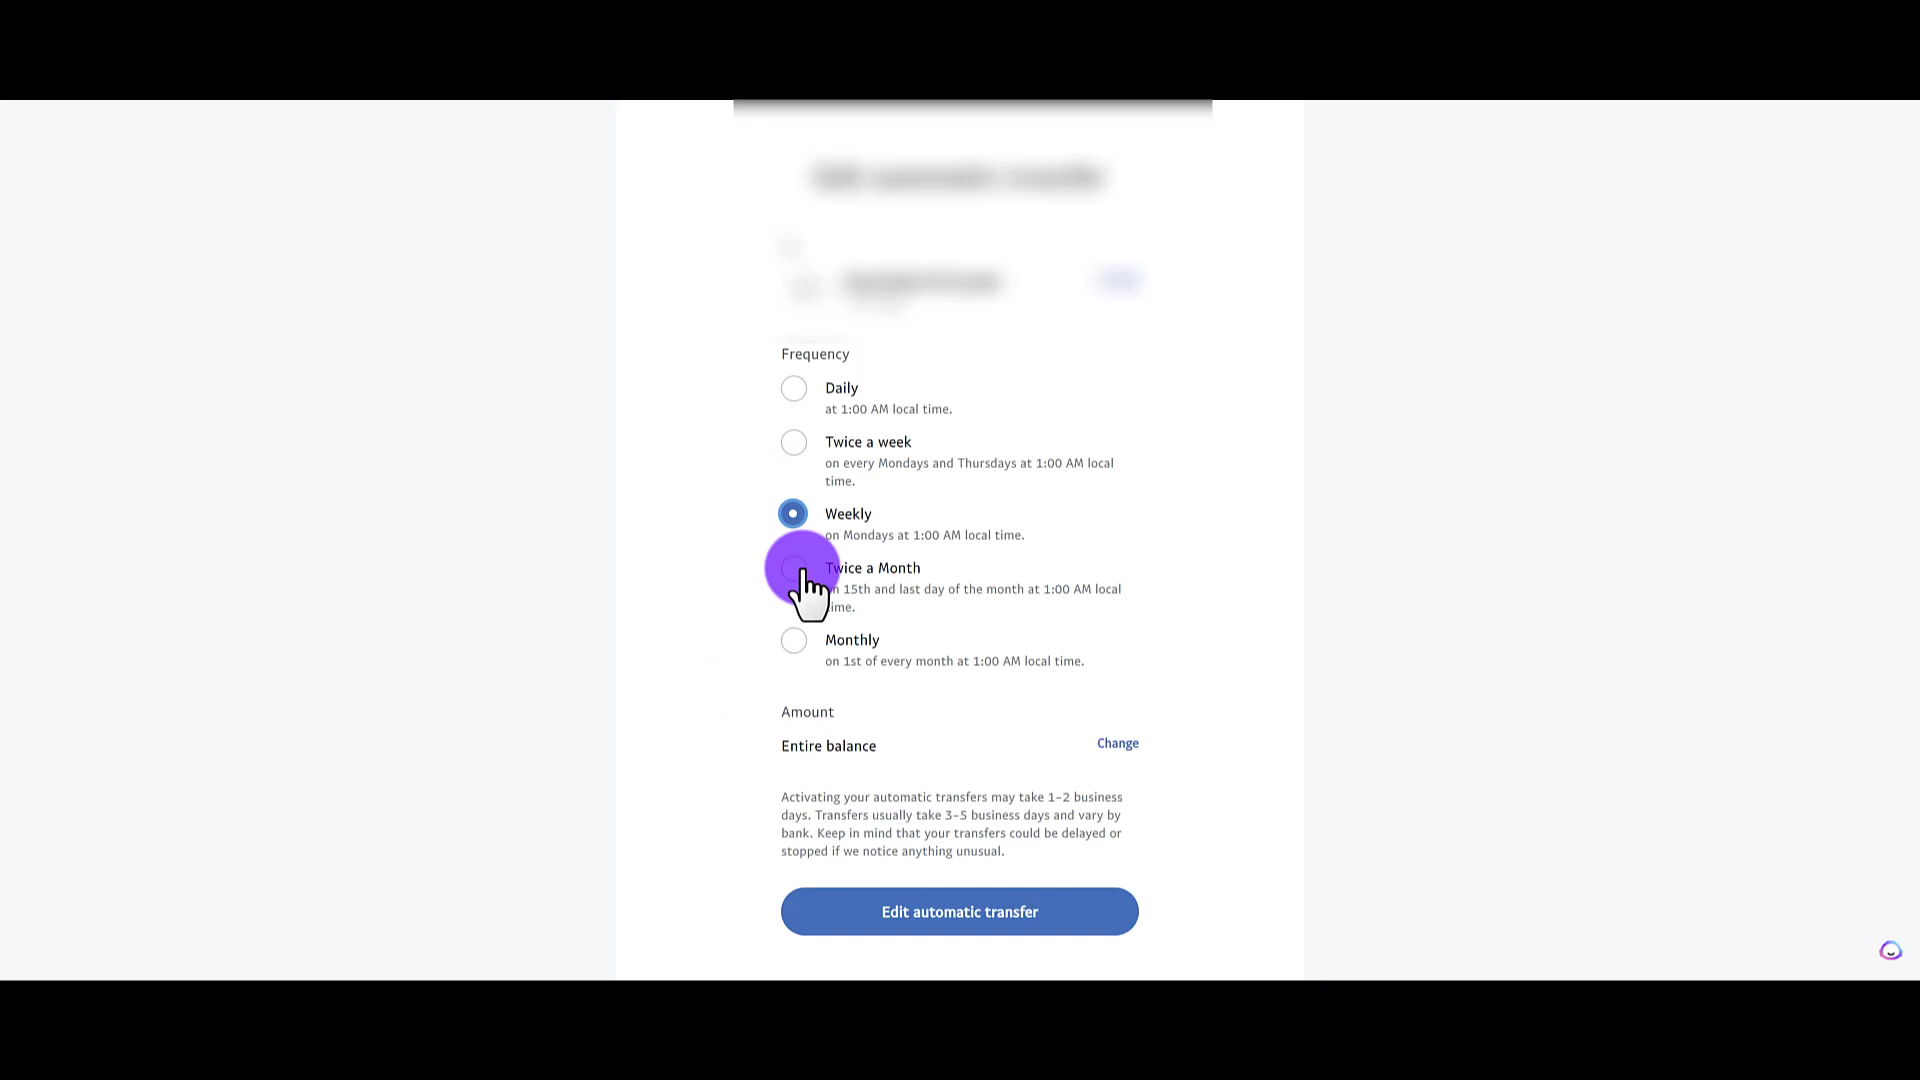 Frequency
Daily
at 1:00 AM local time.
Twice a week
on every Mondays and Thursdays at 1:00 AM local
time.
Weekly
on Mondays at 1:00 AM local time.
Twice a Month
15th and last day of the month at 1:00 AM local
Monthly
on 1st of every month at 1:00 AM local time.
Amount
Entire balance
Change
Activating your automatic transfers may take 1-2 business
days. Transfers usually take 3-5 business days and vary by
bank. Keep in mind that your transfers could be delayed or
stopped if we notice anything unusual.
Edit automatic transfer